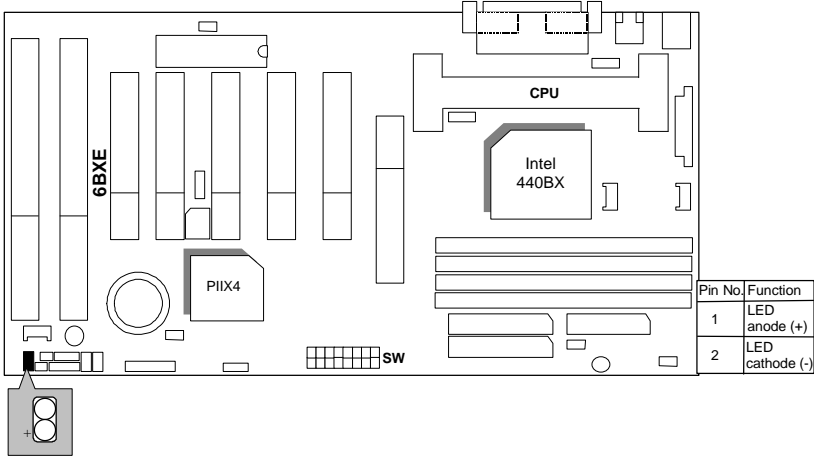 CPU
6BXE
Intel
440BX
PIIX4
Pin No. Function
1 LED
anode (+)
2 LED
cathode (-)
SW
+